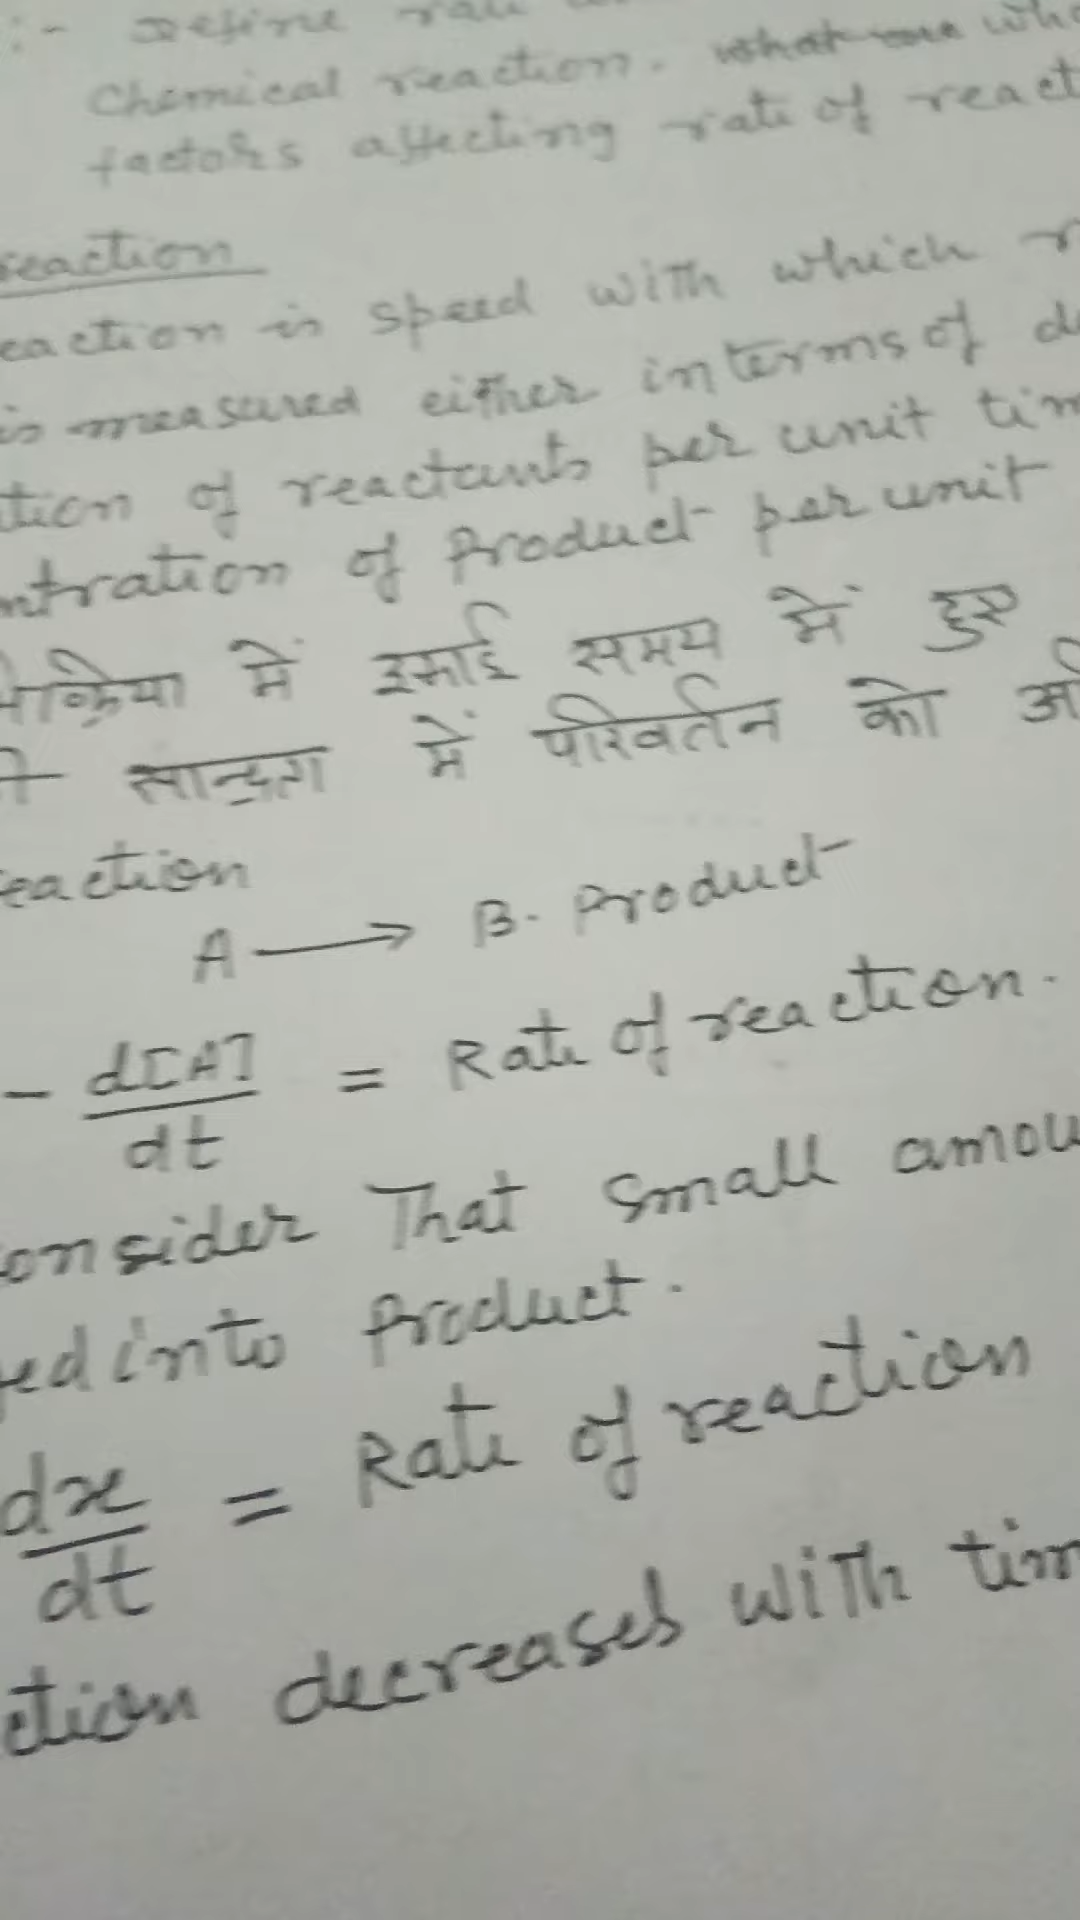 :- Define
Chemical reaction. what are
factors affecting rate of react
reaction
eaction is speed with which r
is measured either in terms of de
tion of reactants per unit tim
ntration of Product per unit
में इकाई समय में हुए
सान्द्रता में परिवर्तन को
eaction
A ⟶ B. Product
- d[A]/dt = Rate of reaction.
onsider That small amou
ed into Product.
dx/dt = Rate of reaction
ction decreases with tim